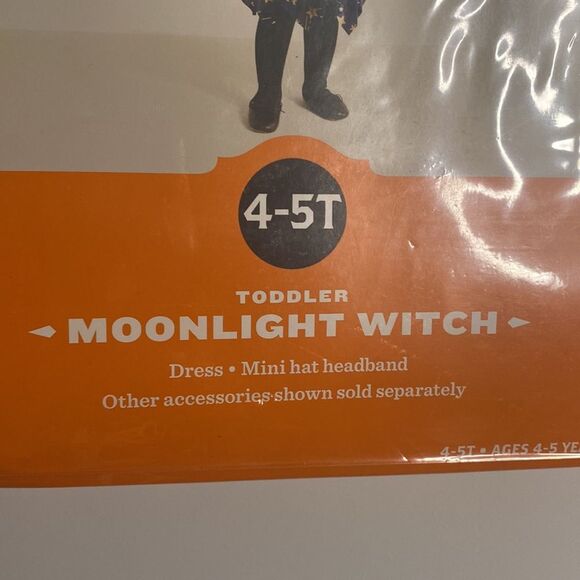 4-5T
TODDLER
MOONLIGHT WITCH
Dress • Mini hat headband
Other accessories shown sold separately
4-5T • AGES 4-5 YE